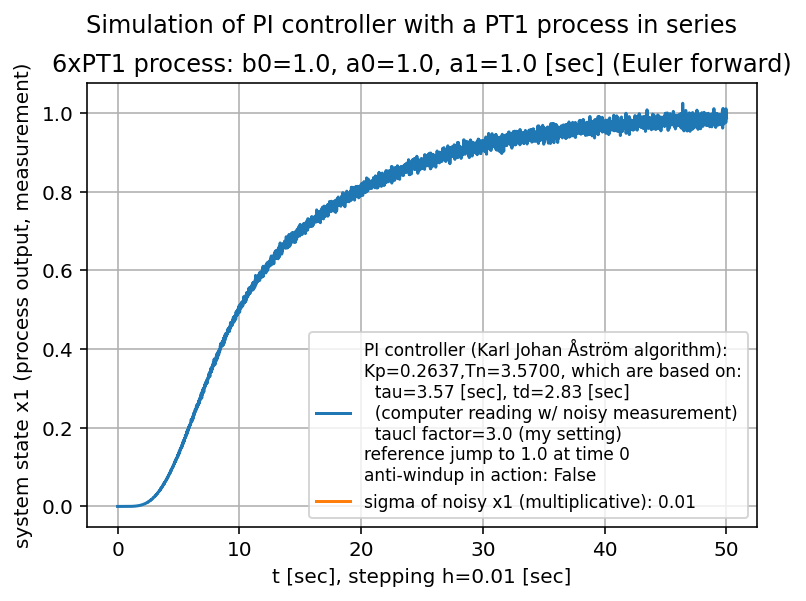 Simulation of PI controller with a PT1 process in series
6xPT1 process: b0=1.0, a0=1.0, a1=1.0 [sec] (Euler forward)
system state x1 (process output, measurement)
1.0
0.8
0.6
0.4
0.2
0.0
PI controller (Karl Johan Åström algorithm):
Kp=0.2637,Tn=3.5700, which are based on:
tau=3.57 [sec], td=2.83 [sec]
(computer reading w/ noisy measurement)
taucl factor=3.0 (my setting)
reference jump to 1.0 at time 0
anti-windup in action: False
sigma of noisy x1 (multiplicative): 0.01
0 10 20 30 40 50
t [sec], stepping h=0.01 [sec]